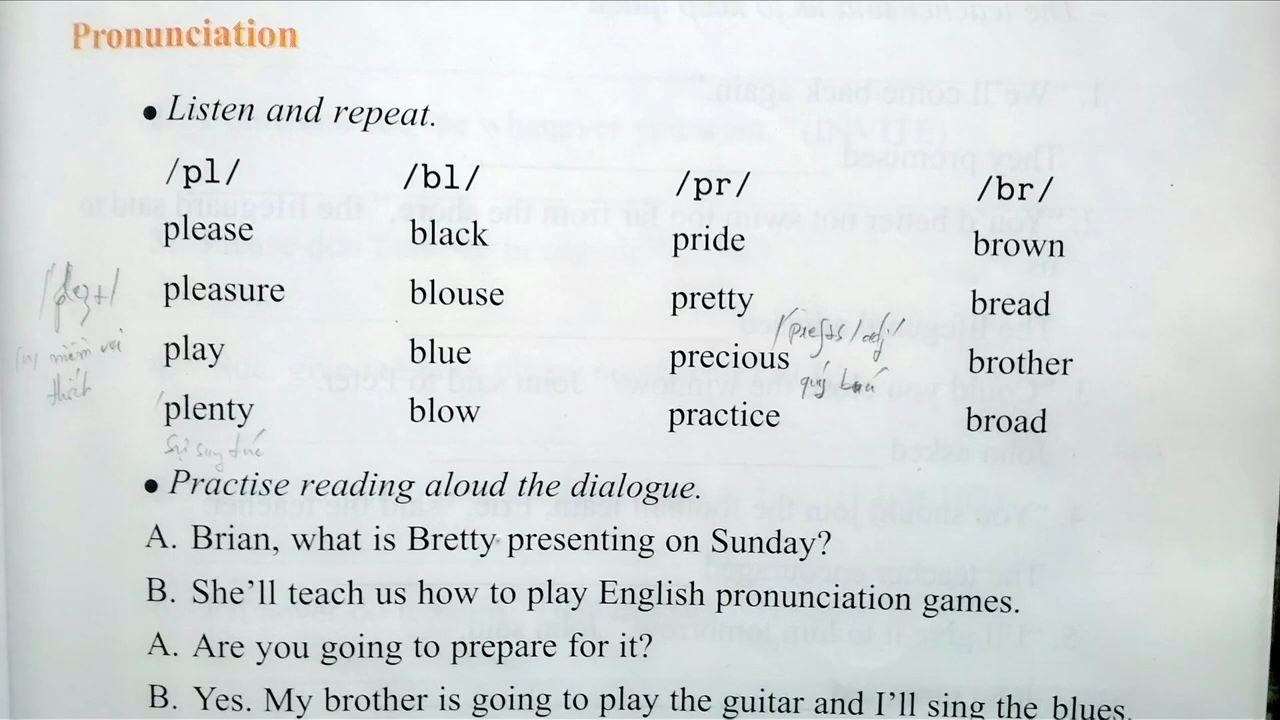 Pronunciation
● Listen and repeat.
/pl/ /bl/ /pr/ /br/
please black pride brown
pleasure blouse pretty bread
play blue precious brother
quý báu
plenty blow practice broad
● Practise reading aloud the dialogue.
A. Brian, what is Bretty presenting on Sunday?
B. She’ll teach us how to play English pronunciation games.
A. Are you going to prepare for it?
B. Yes. My brother is going to play the guitar and I’ll sing the blues.